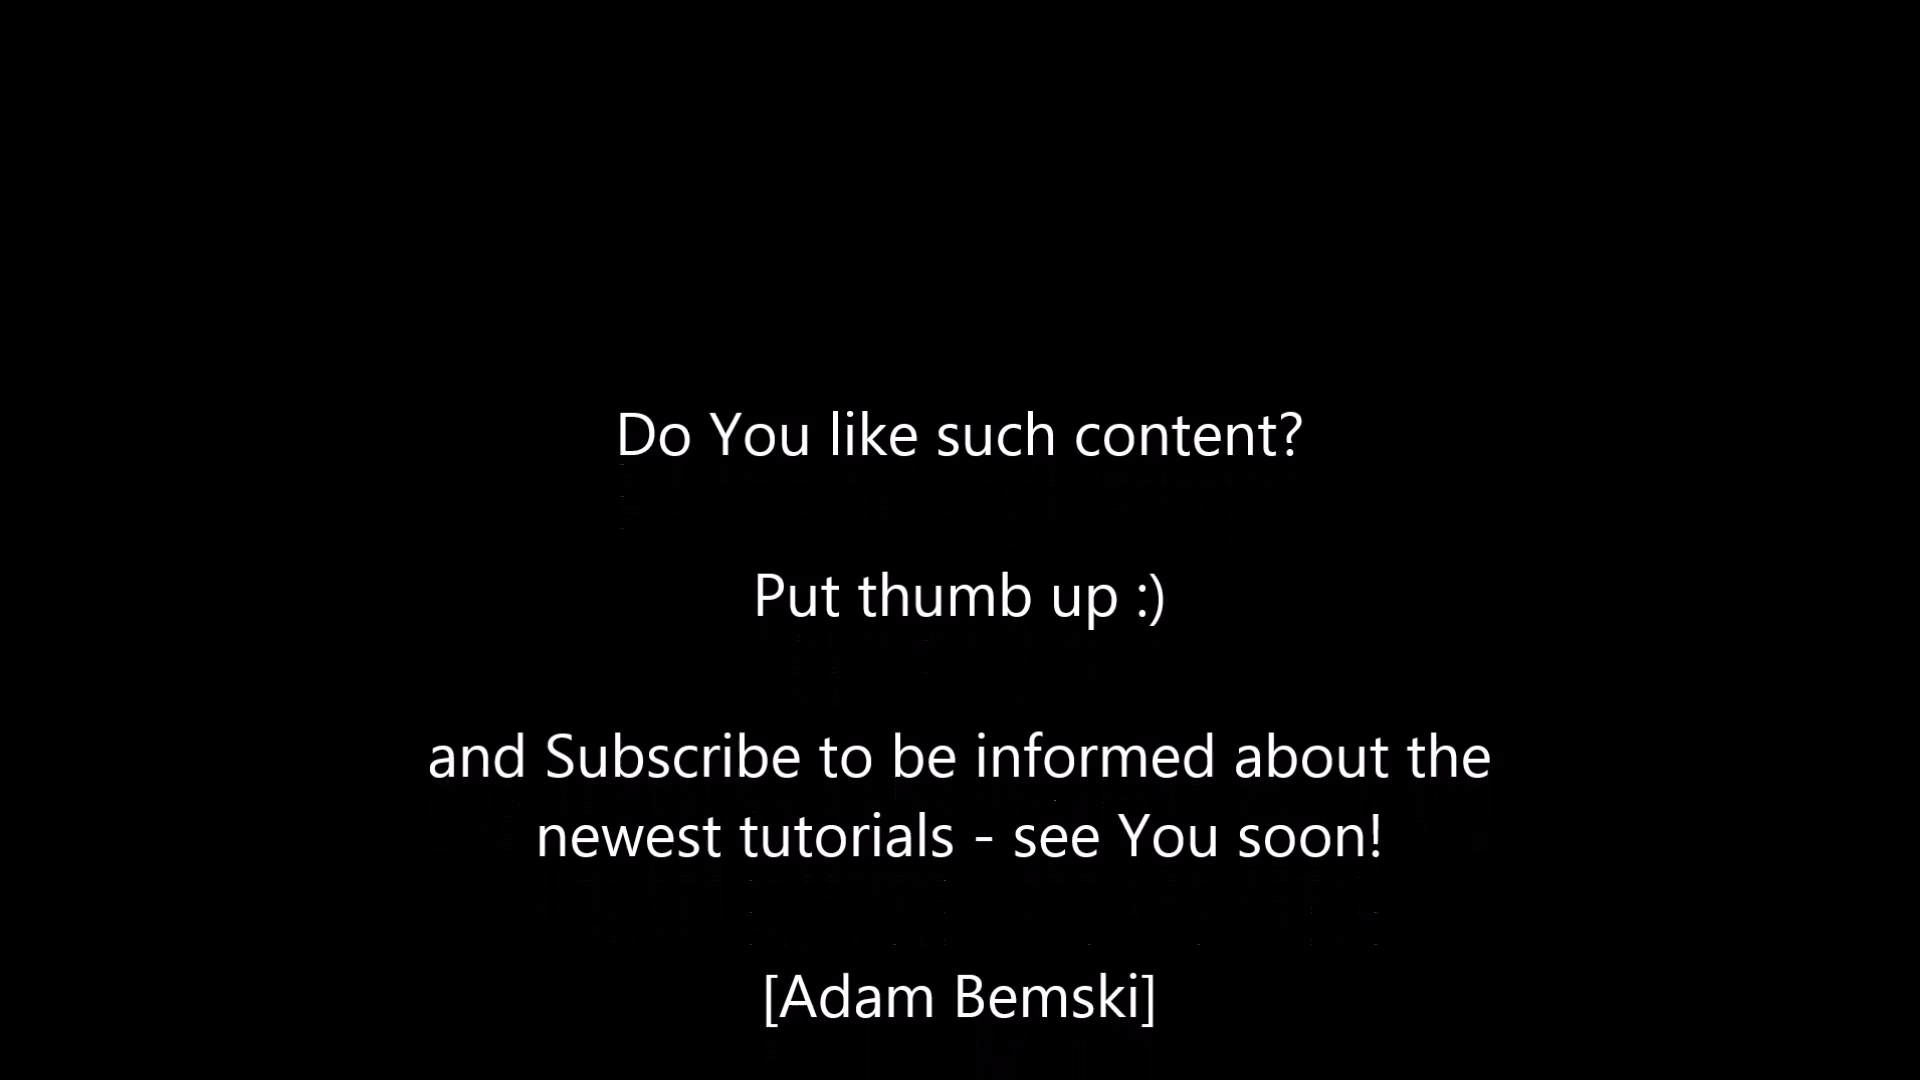 Do You like such content?
Put thumb up :)
and Subscribe to be informed about the
newest tutorials - see You soon!
[Adam Bemski]